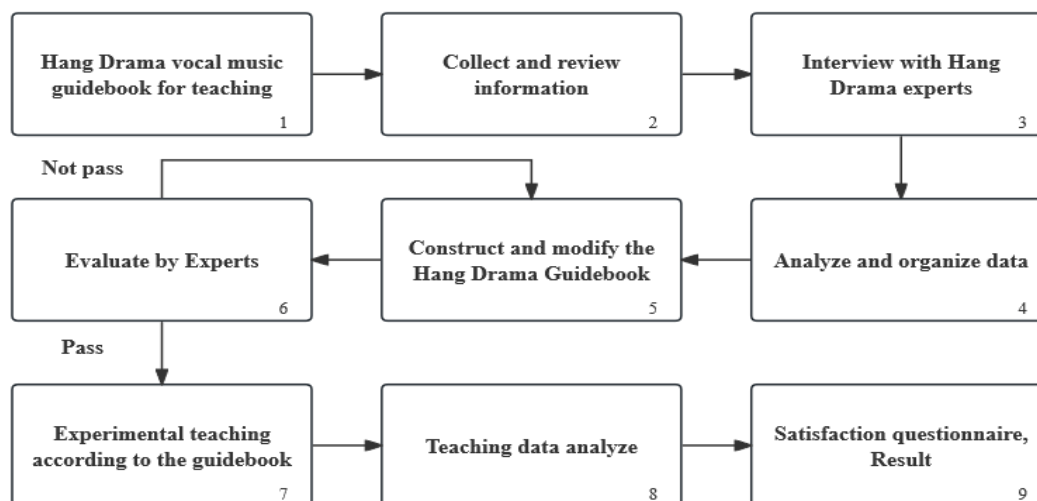 Hang Drama vocal music
guidebook for teaching
1
Collect and review
information
2
Interview with Hang
Drama experts
3
Not pass
Evaluate by Experts
6
Construct and modify the
Hang Drama Guidebook
5
Analyze and organize data
4
Pass
Experimental teaching
according to the guidebook
7
Teaching data analyze
8
Satisfaction questionnaire,
Result
9